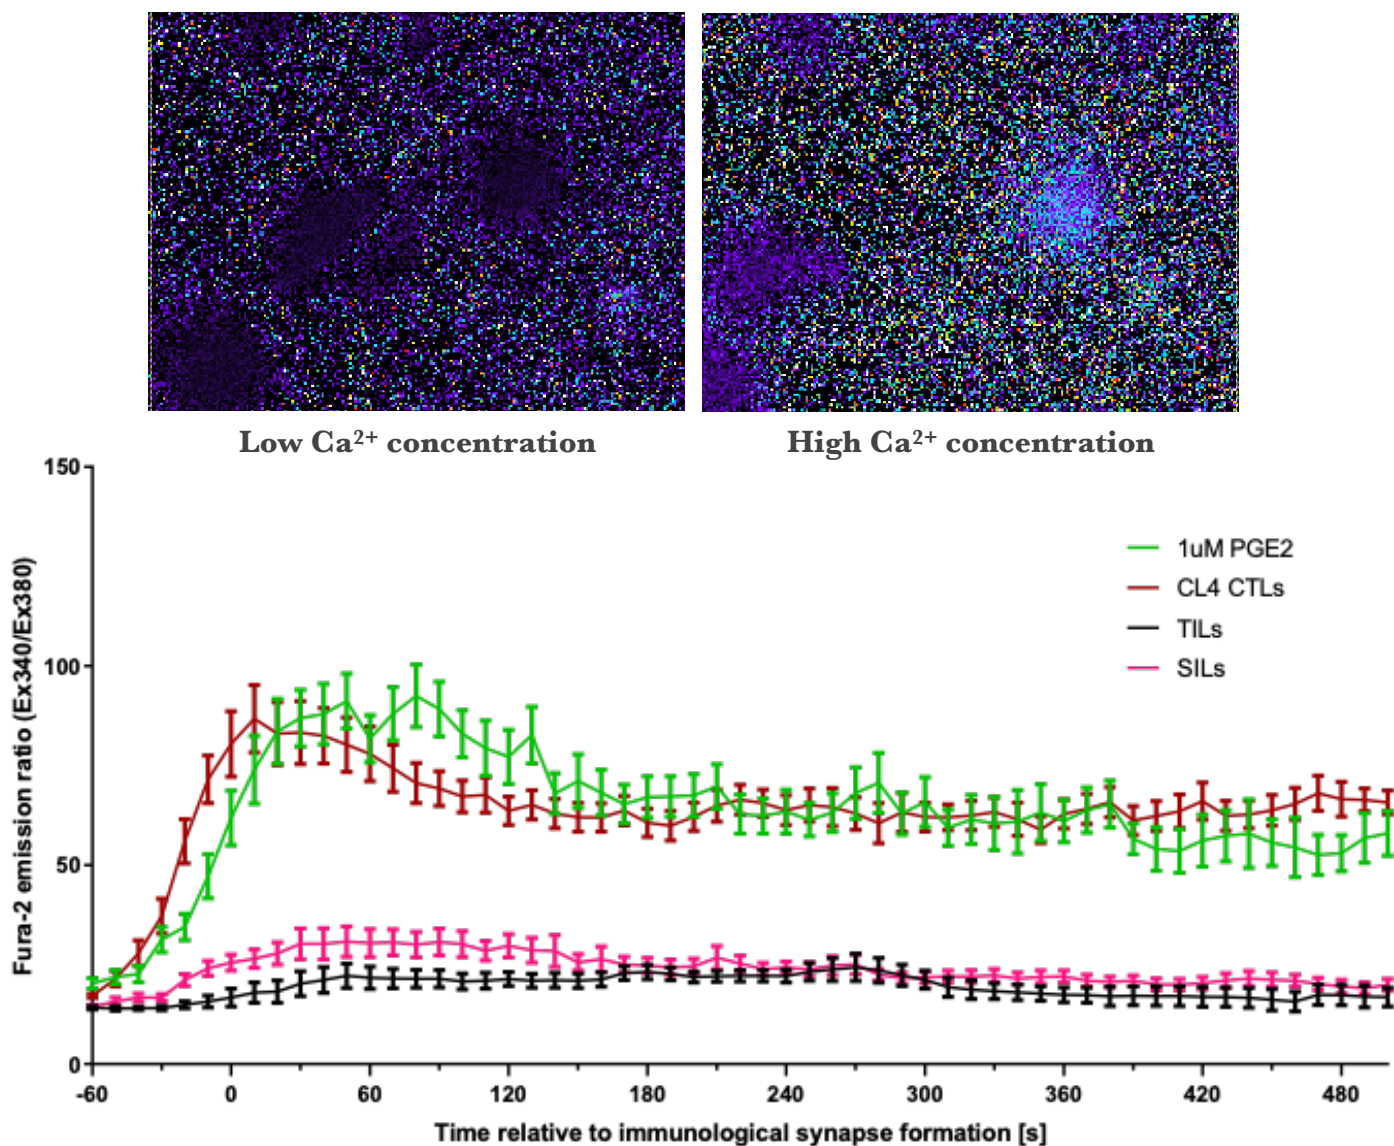 Low Ca²⁺ concentration
High Ca²⁺ concentration
150
100
50
0
Fura-2 emission ratio (Ex340/Ex380)
1uM PGE2
CL4 CTLs
TILs
SILs
-60 0 60 120 180 240 300 360 420 480
Time relative to immunological synapse formation [s]